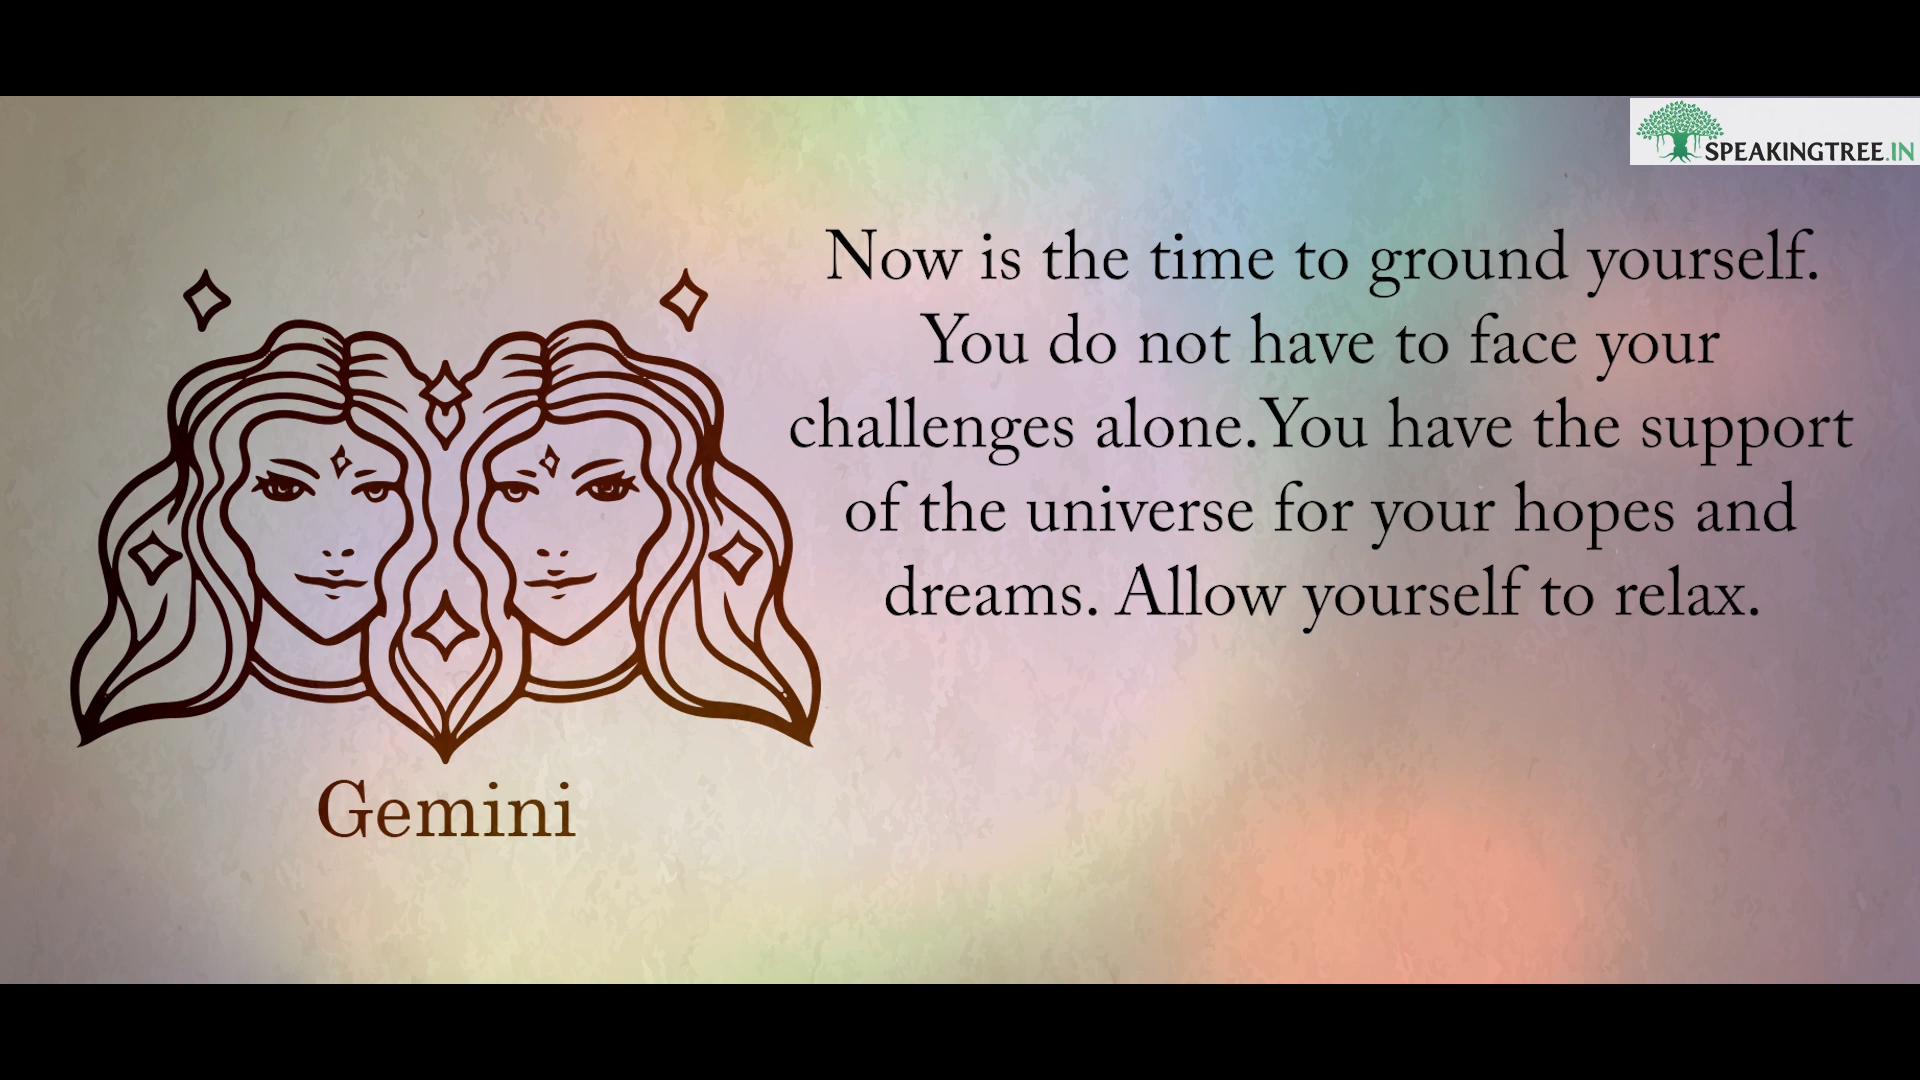 SPEAKINGTREE.IN
Now is the time to ground yourself.
You do not have to face your
challenges alone.You have the support
of the universe for your hopes and
dreams. Allow yourself to relax.
Gemini